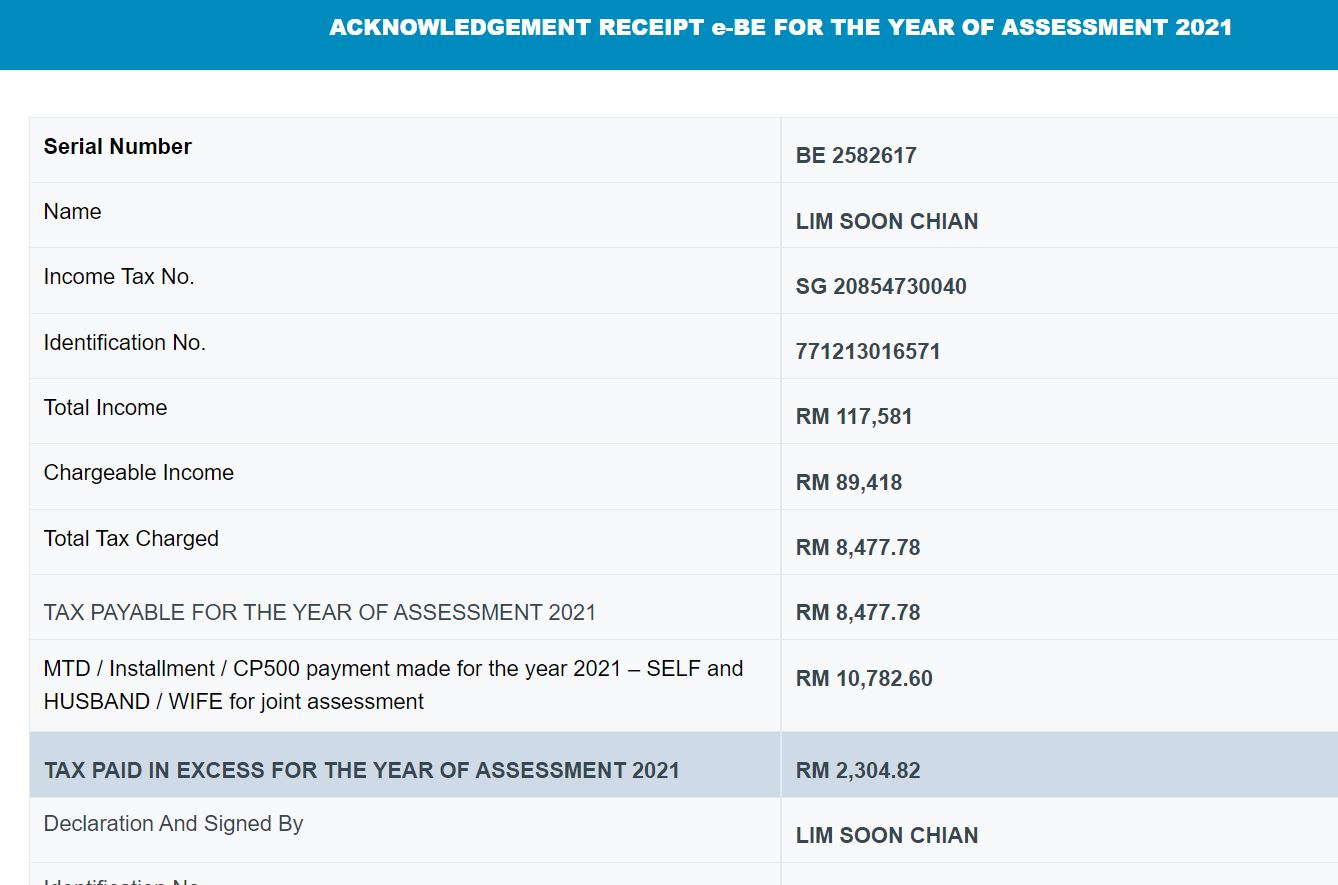 ACKNOWLEDGEMENT RECEIPT e-BE FOR THE YEAR OF ASSESSMENT 2021
Serial Number
BE 2582617
Name
LIM SOON CHIAN
Income Tax No.
SG 20854730040
Identification No.
771213016571
Total Income
RM 117,581
Chargeable Income
RM 89,418
Total Tax Charged
RM 8,477.78
TAX PAYABLE FOR THE YEAR OF ASSESSMENT 2021
RM 8,477.78
MTD / Installment / CP500 payment made for the year 2021 – SELF and
HUSBAND / WIFE for joint assessment
RM 10,782.60
TAX PAID IN EXCESS FOR THE YEAR OF ASSESSMENT 2021
RM 2,304.82
Declaration And Signed By
LIM SOON CHIAN
Identification No.